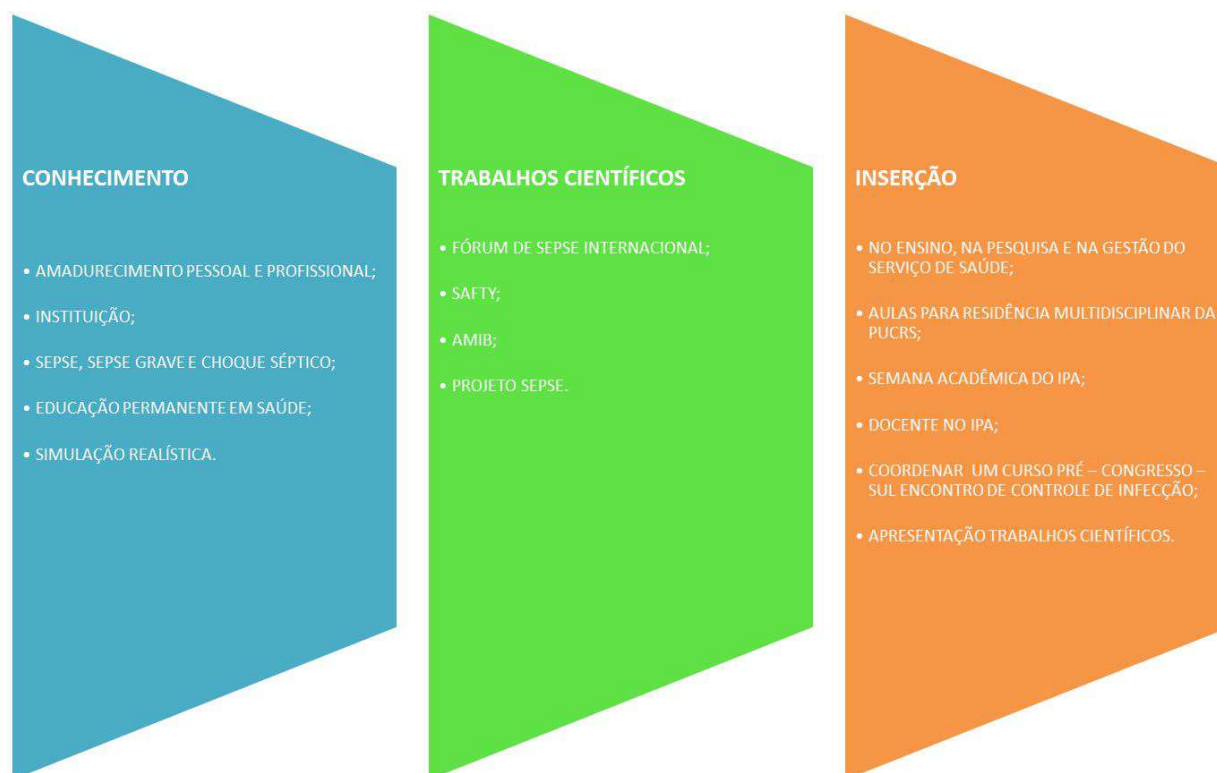 CONHECIMENTO
• AMADURECIMENTO PESSOAL E PROFISSIONAL;
• INSTITUIÇÃO;
• SEPSE, SEPSE GRAVE E CHOQUE SÉPTICO;
• EDUCAÇÃO PERMANENTE EM SAÚDE;
• SIMULAÇÃO REALÍSTICA.
TRABALHOS CIENTÍFICOS
• FÓRUM DE SEPSE INTERNACIONAL;
• SAFTY;
• AMIB;
• PROJETO SEPSE.
INSERÇÃO
• NO ENSINO, NA PESQUISA E NA GESTÃO DO
SERVIÇO DE SAÚDE;
• AULAS PARA RESIDÊNCIA MULTIDISCIPLINAR DA
PUCRS;
• SEMANA ACADÊMICA DO IPA;
• DOCENTE NO IPA;
• COORDENAR UM CURSO PRÉ – CONGRESSO –
SUL ENCONTRO DE CONTROLE DE INFECÇÃO;
• APRESENTAÇÃO TRABALHOS CIENTÍFICOS.